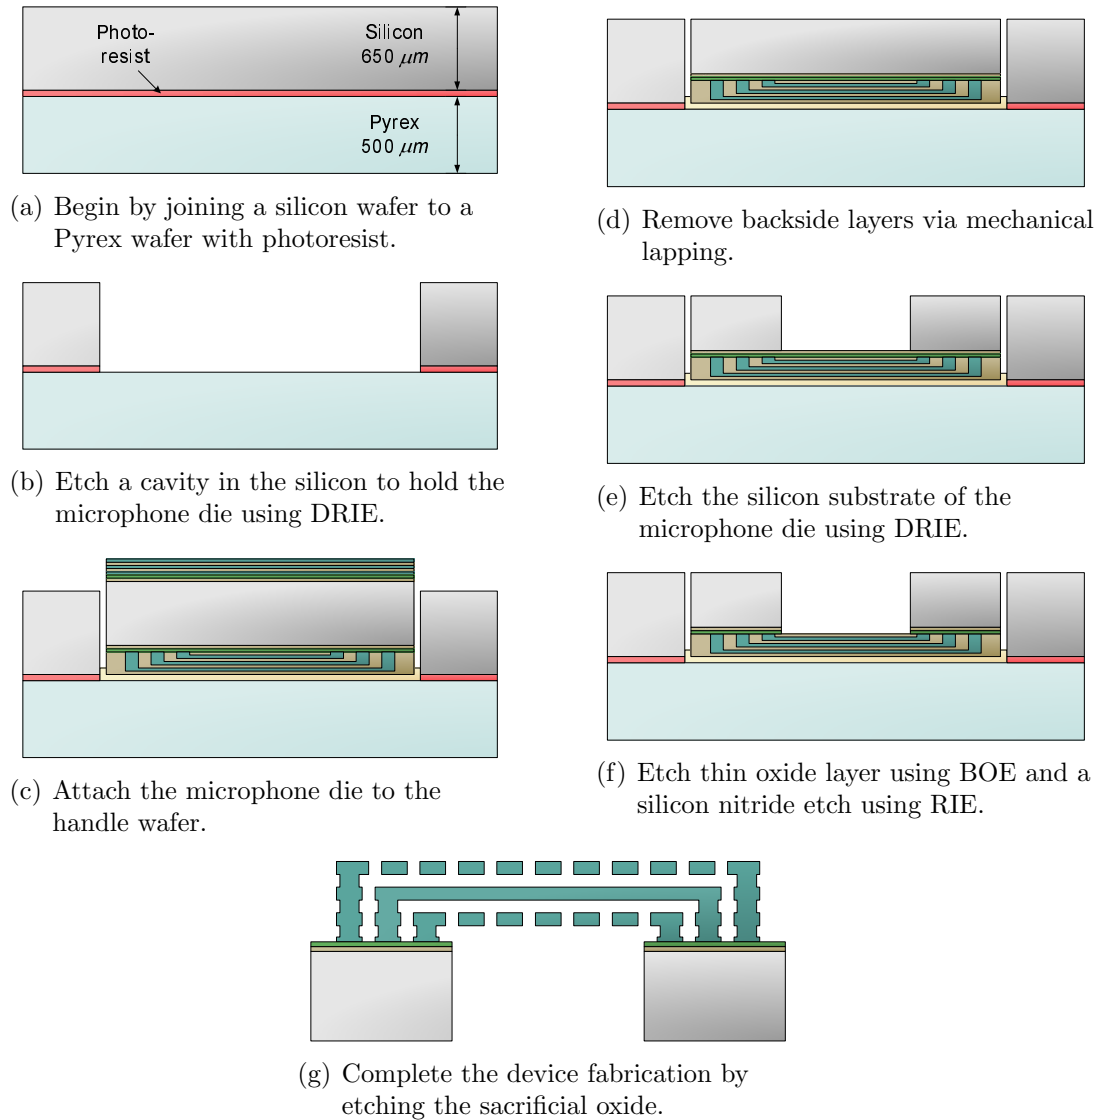 Photo-
resist
Silicon
650 μm
Pyrex
500 μm
(a) Begin by joining a silicon wafer to a
Pyrex wafer with photoresist.
(b) Etch a cavity in the silicon to hold the
microphone die using DRIE.
(c) Attach the microphone die to the
handle wafer.
(d) Remove backside layers via mechanical
lapping.
(e) Etch the silicon substrate of the
microphone die using DRIE.
(f) Etch thin oxide layer using BOE and a
silicon nitride etch using RIE.
(g) Complete the device fabrication by
etching the sacrificial oxide.